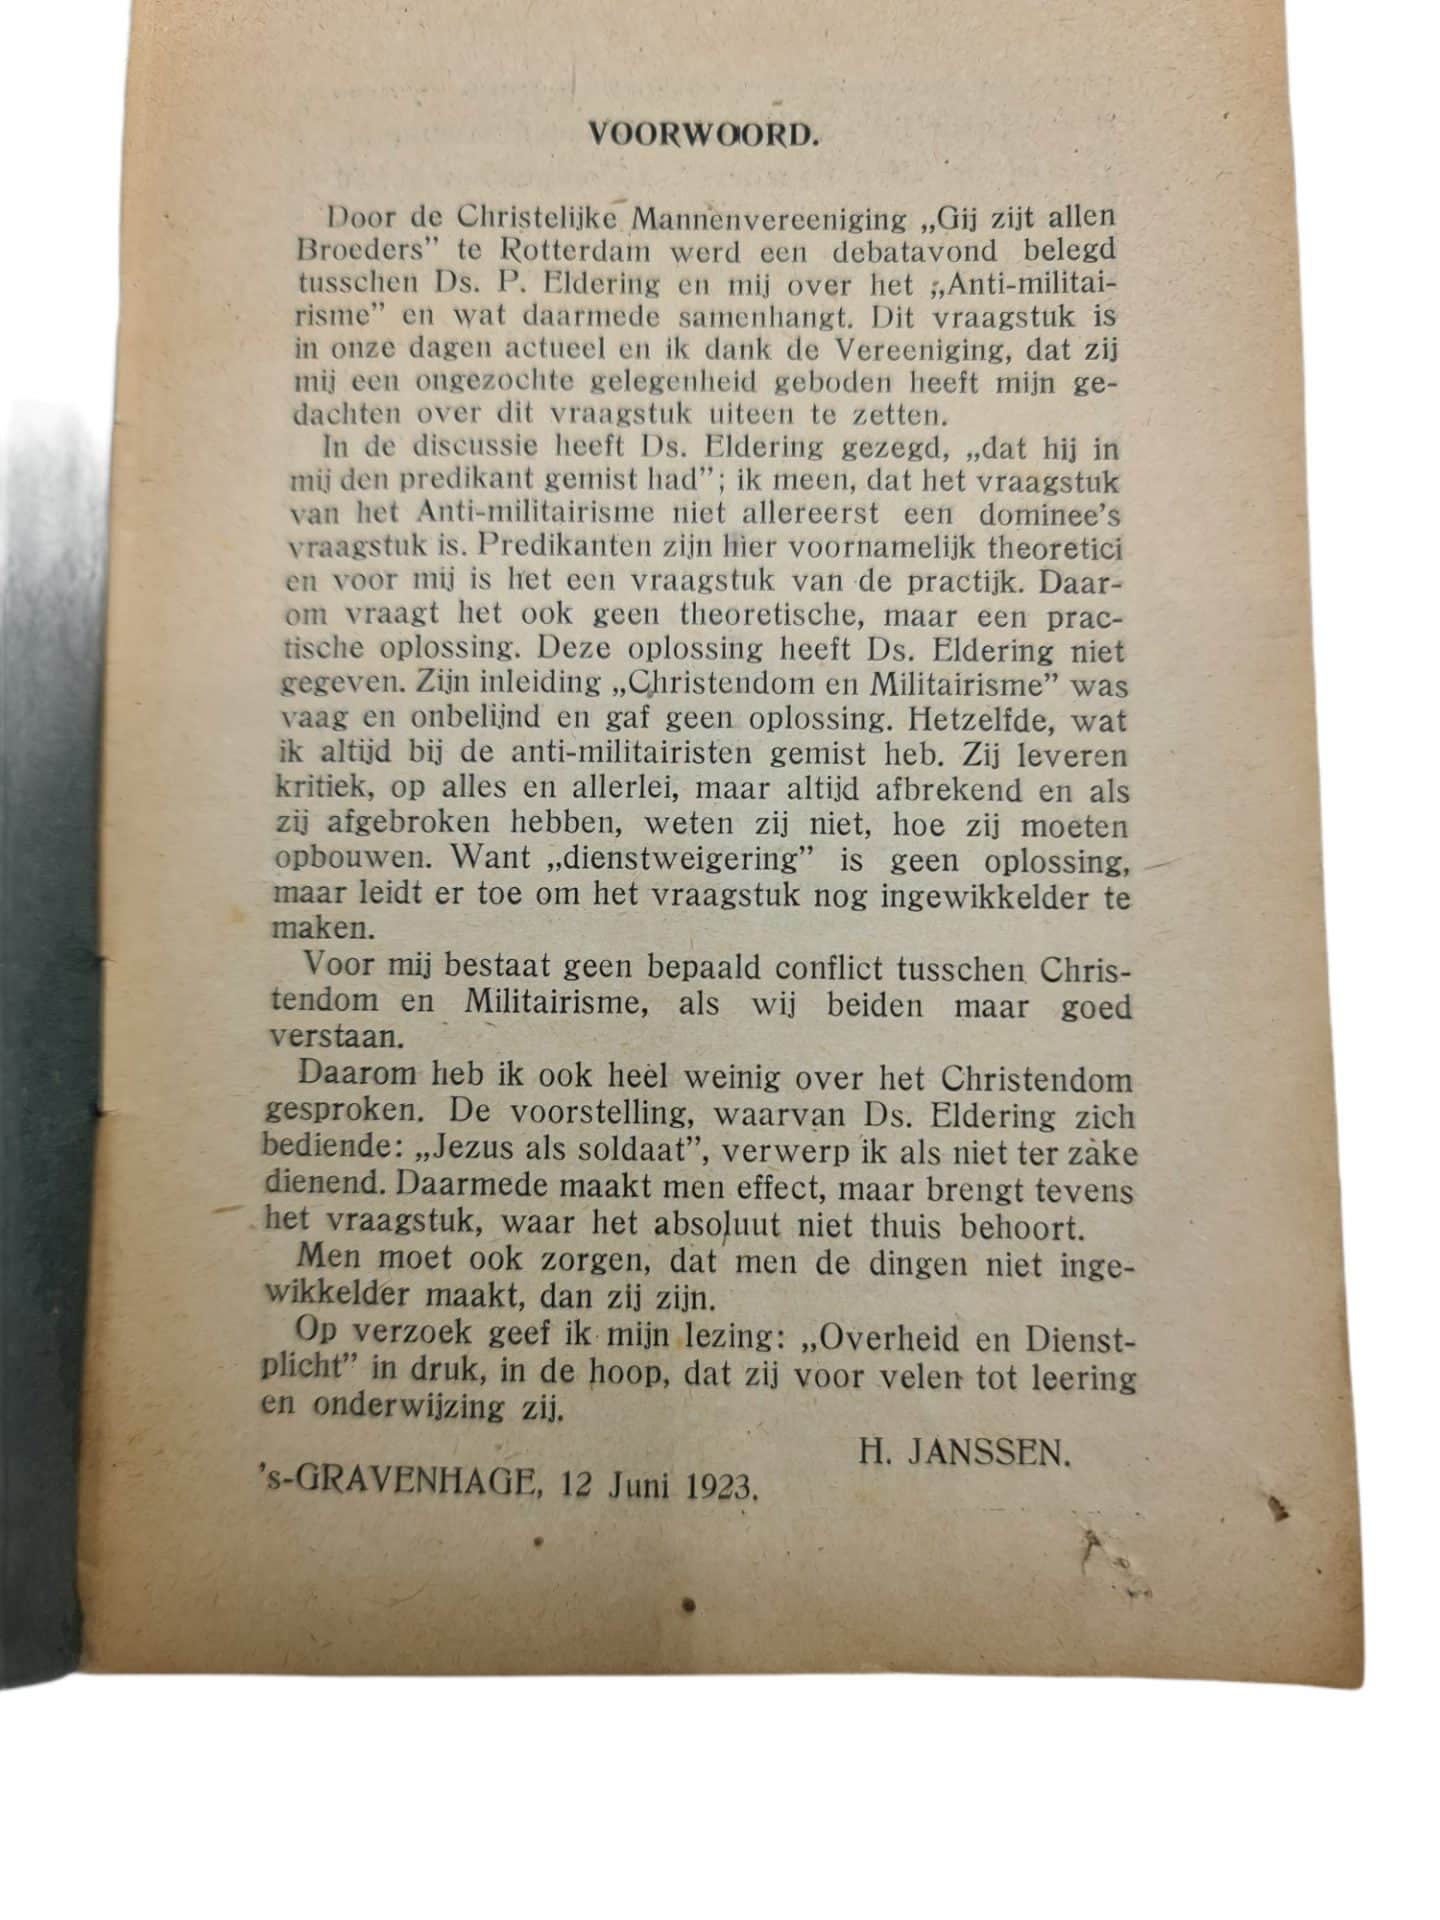 VOORWOORD.
Door de Christelijke Mannenvereeniging „Gij zijt allen
Broeders” te Rotterdam werd een debatavond belegd
tusschen Ds. P. Eldering en mij over het „Anti-militai-
risme” en wat daarmede samenhangt. Dit vraagstuk is
in onze dagen actueel en ik dank de Vereeniging, dat zij
mij een ongezochte gelegenheid geboden heeft mijn ge-
dachten over dit vraagstuk uiteen te zetten.
In de discussie heeft Ds. Eldering gezegd, „dat hij in
mij den predikant gemist had”; ik meen, dat het vraagstuk
van het Anti-militairisme niet allereerst een dominee's
vraagstuk is. Predikanten zijn hier voornamelijk theoretici
en voor mij is het een vraagstuk van de practijk. Daar-
om vraagt het ook geen theoretische, maar een prac-
tische oplossing. Deze oplossing heeft Ds. Eldering niet
gegeven. Zijn inleiding „Christendom en Militairisme” was
vaag en onbelijnd en gaf geen oplossing. Hetzelfde, wat
ik altijd bij de anti-militairisten gemist heb. Zij leveren
kritiek, op alles en allerlei, maar altijd afbrekend en als
zij afgebroken hebben, weten zij niet, hoe zij moeten
opbouwen. Want „dienstweigering” is geen oplossing,
maar leidt er toe om het vraagstuk nog ingewikkelder te
maken.
Voor mij bestaat geen bepaald conflict tusschen Chris-
tendom en Militairisme, als wij beiden maar goed
verstaan.
Daarom heb ik ook heel weinig over het Christendom
gesproken. De voorstelling, waarvan Ds. Eldering zich
bediende: „Jezus als soldaat”, verwerp ik als niet ter zake
dienend. Daarmede maakt men effect, maar brengt tevens
het vraagstuk, waar het absoluut niet thuis behoort.
Men moet ook zorgen, dat men de dingen niet inge-
wikkelder maakt, dan zij zijn.
Op verzoek geef ik mijn lezing: „Overheid en Dienst-
plicht” in druk, in de hoop, dat zij voor velen tot leering
en onderwijzing zij.
H. JANSSEN.
's-GRAVENHAGE, 12 Juni 1923.